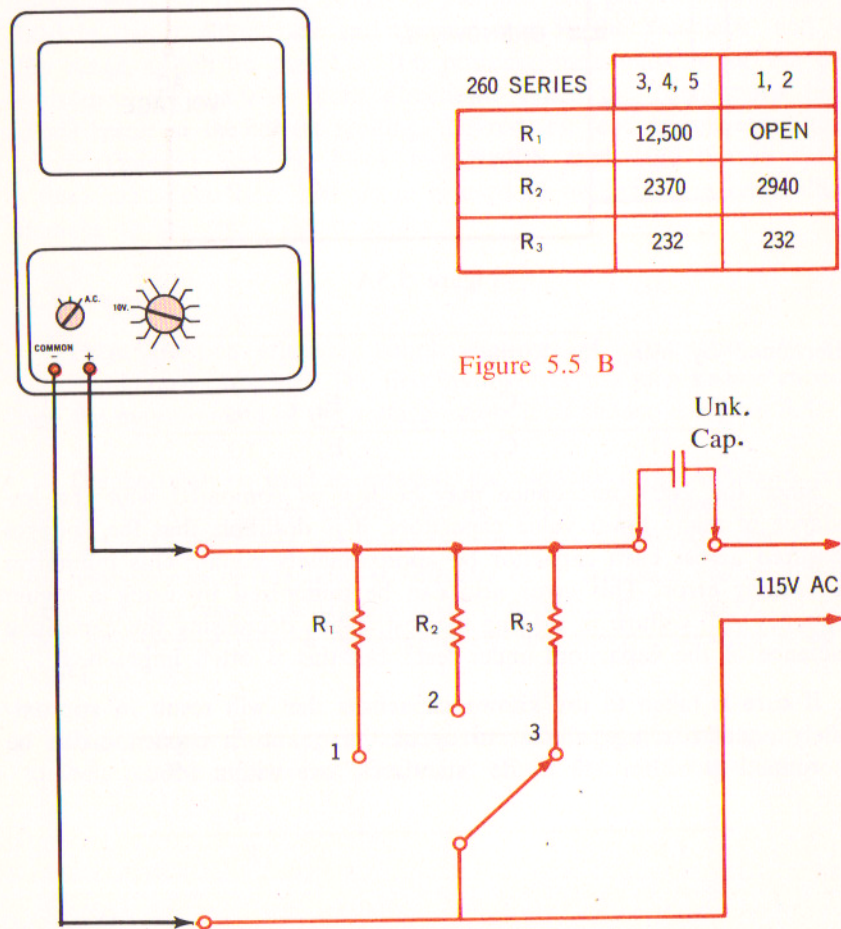 260 SERIES 3, 4, 5 1, 2
R₁ 12,500 OPEN
R₂ 2370 2940
R₃ 232 232
A.C.
10V.
COMMON
- +
Figure 5.5 B
Unk.
Cap.
115V AC
R₁ R₂ R₃
2
1 3